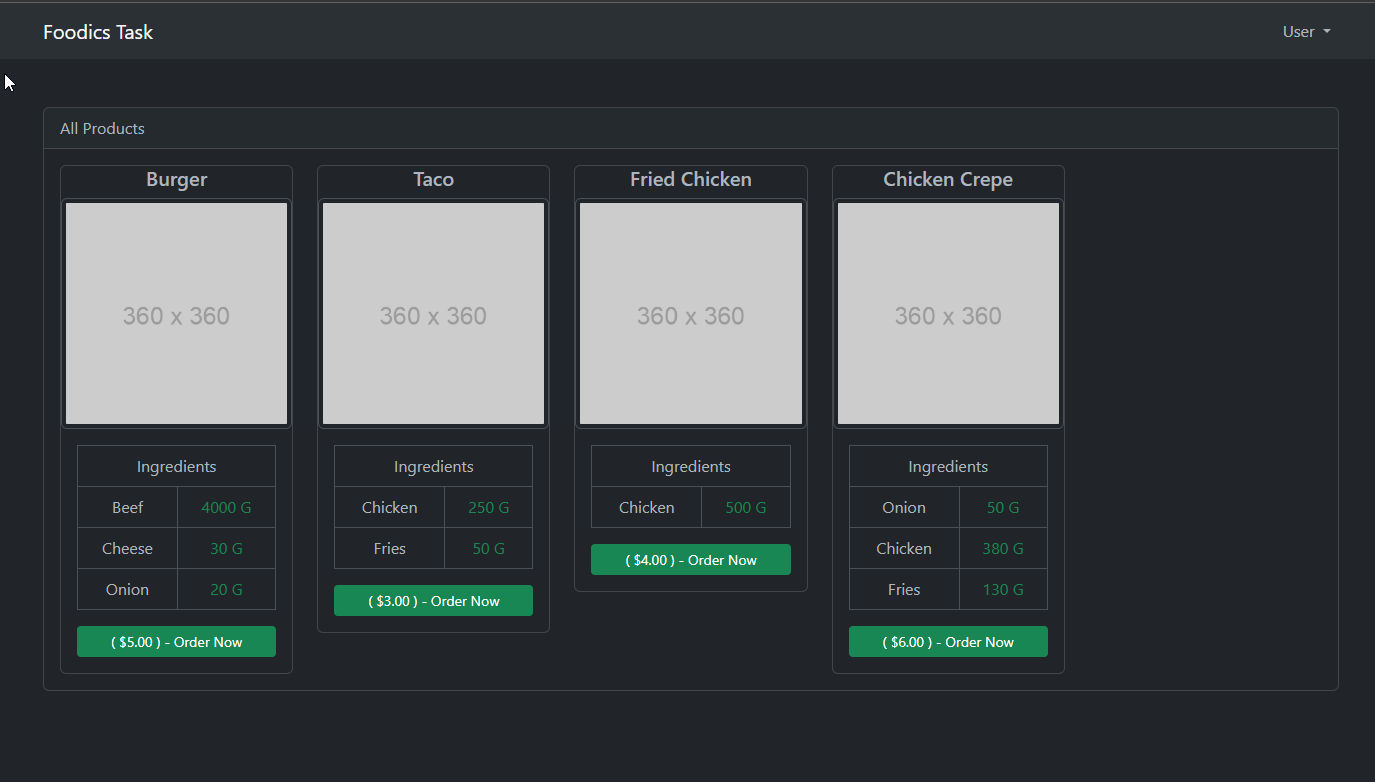 Foodics Task
User
All Products
Burger
360 x 360
Ingredients
Beef 4000 G
Cheese 30 G
Onion 20 G
( $5.00 ) - Order Now
Taco
360 x 360
Ingredients
Chicken 250 G
Fries 50 G
( $3.00 ) - Order Now
Fried Chicken
360 x 360
Ingredients
Chicken 500 G
( $4.00 ) - Order Now
Chicken Crepe
360 x 360
Ingredients
Onion 50 G
Chicken 380 G
Fries 130 G
( $6.00 ) - Order Now